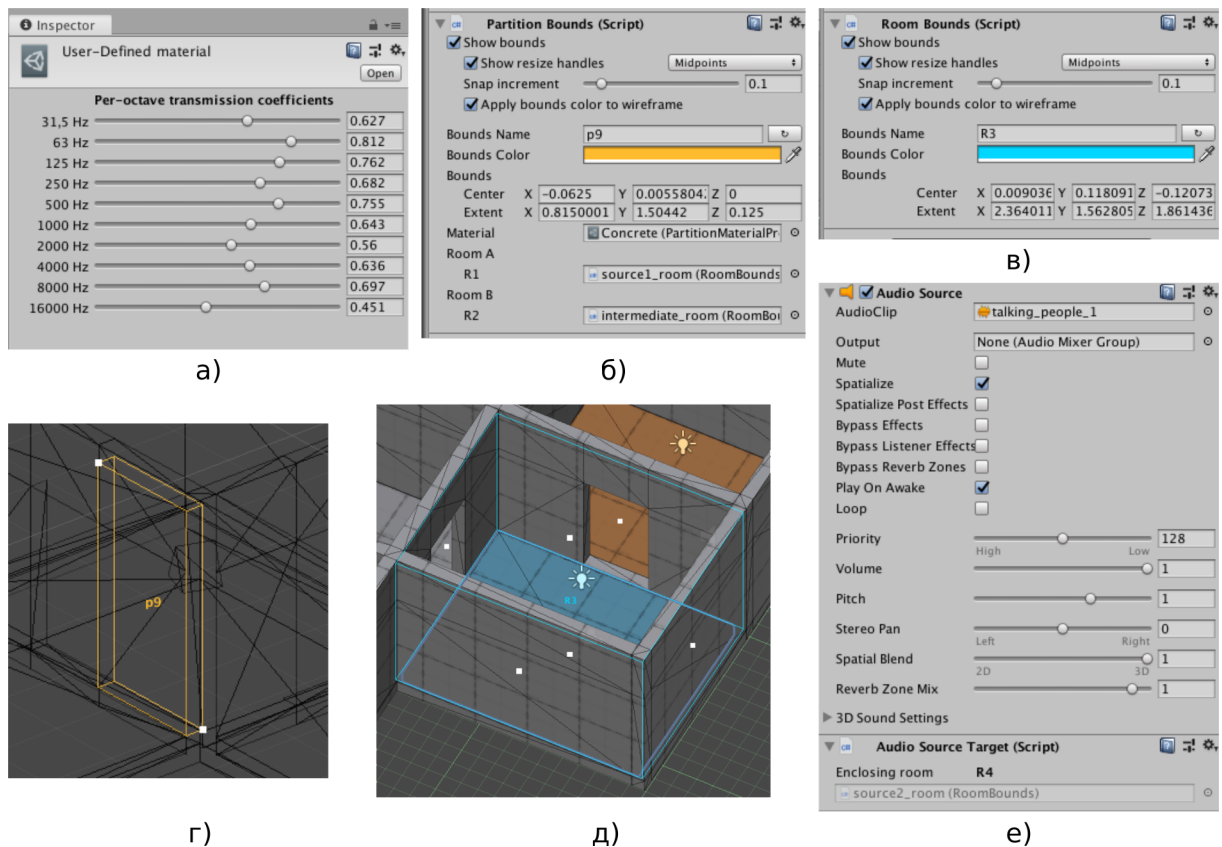 Inspector
User-Defined material
Open
Per-octave transmission coefficients
31,5 Hz 0.627
63 Hz 0.812
125 Hz 0.762
250 Hz 0.682
500 Hz 0.755
1000 Hz 0.643
2000 Hz 0.56
4000 Hz 0.636
8000 Hz 0.697
16000 Hz 0.451
а)
Partition Bounds (Script)
Show bounds
Show resize handles Midpoints
Snap increment 0.1
Apply bounds color to wireframe
Bounds Name p9
Bounds Color
Bounds
Center X -0.0625 Y 0.00558042 Z 0
Extent X 0.8150001 Y 1.50442 Z 0.125
Material Concrete (PartitionMaterialPr
Room A
R1 source1_room (RoomBounds
Room B
R2 intermediate_room (RoomBou
б)
Room Bounds (Script)
Show bounds
Show resize handles Midpoints
Snap increment 0.1
Apply bounds color to wireframe
Bounds Name R3
Bounds Color
Bounds
Center X 0.009036 Y 0.118091 Z -0.12073
Extent X 2.364011 Y 1.562805 Z 1.861436
в)
p9
г)
R3
д)
Audio Source
AudioClip talking_people_1
Output None (Audio Mixer Group)
Mute
Spatialize
Spatialize Post Effects
Bypass Effects
Bypass Listener Effects
Bypass Reverb Zones
Play On Awake
Loop
Priority 128
High Low
Volume 1
Pitch 1
Stereo Pan 0
Left Right
Spatial Blend 1
2D 3D
Reverb Zone Mix 1
3D Sound Settings
Audio Source Target (Script)
Enclosing room R4
source2_room (RoomBounds)
е)